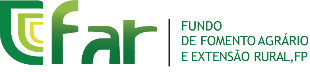 far
FUNDO
DE FOMENTO AGRÁRIO
E EXTENSÃO RURAL,FP